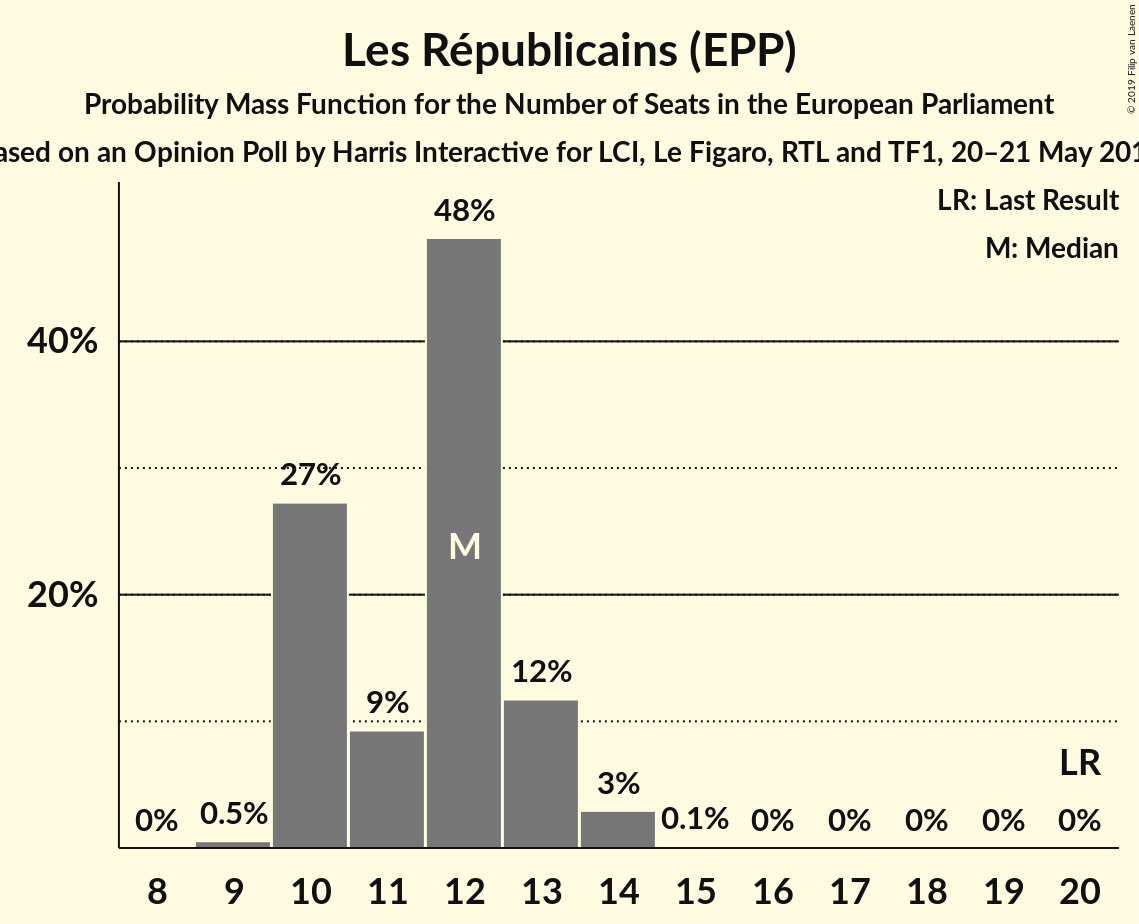 Les Républicains (EPP)
Probability Mass Function for the Number of Seats in the European Parliament
on an Opinion Poll by Harris Interactive for LCI, Le Figaro, RTL and TF1, 20–21 May
© 2019 Filip van Laenen
LR: Last Result
M: Median
40%
20%
0%
0.5%
27%
9%
48%
M
12%
3%
0.1%
0%
0%
0%
0%
LR
0%
8 9 10 11 12 13 14 15 16 17 18 19 20